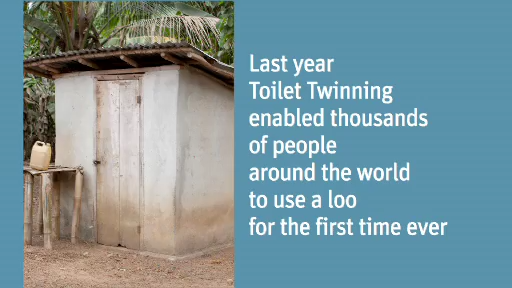 Last year
Toilet Twinning
enabled thousands
of people
around the world
to use a loo
for the first time ever